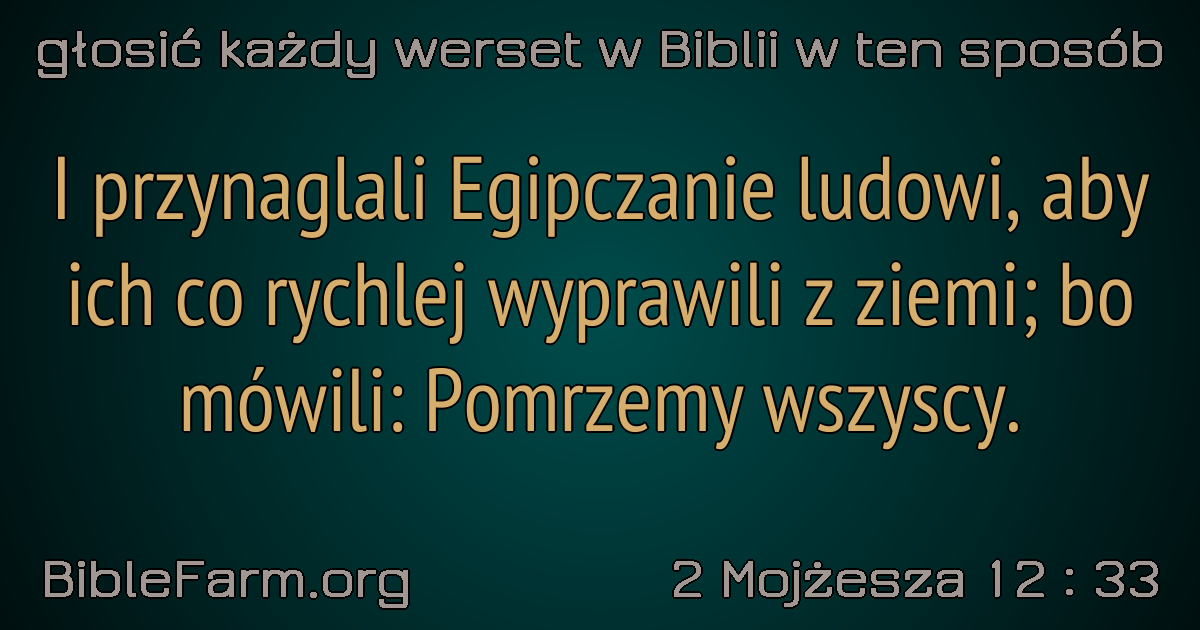 głosić każdy werset w Biblii w ten sposób
I przynaglali Egipczanie ludowi, aby
ich co rychlej wyprawili z ziemi; bo
mówili: Pomrzemy wszyscy.
BibleFarm.org
2 Mojżesza 12 : 33